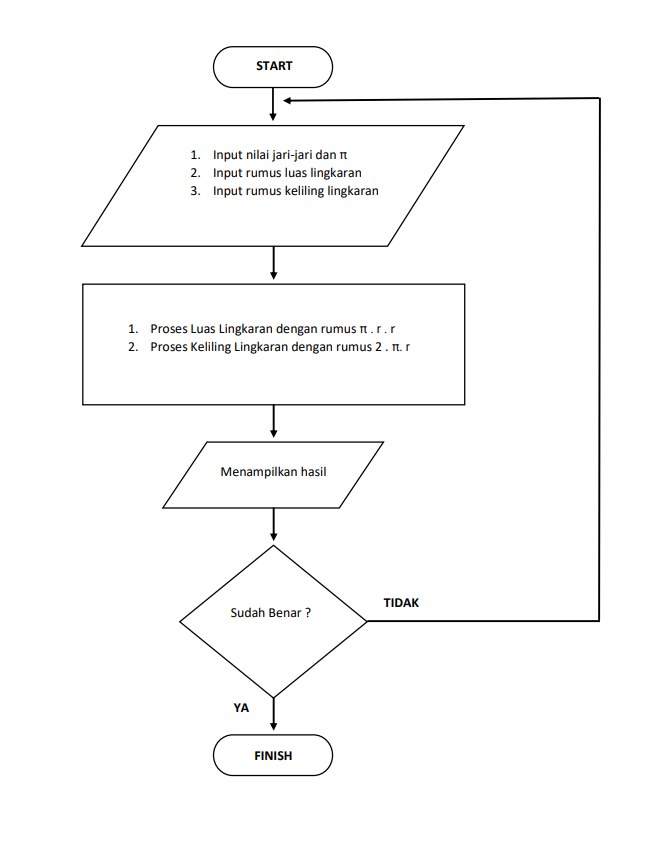 START
1. Input nilai jari-jari dan π
2. Input rumus luas lingkaran
3. Input rumus keliling lingkaran
1. Proses Luas Lingkaran dengan rumus π . r . r
2. Proses Keliling Lingkaran dengan rumus 2 . π. r
Menampilkan hasil
Sudah Benar ?
TIDAK
YA
FINISH